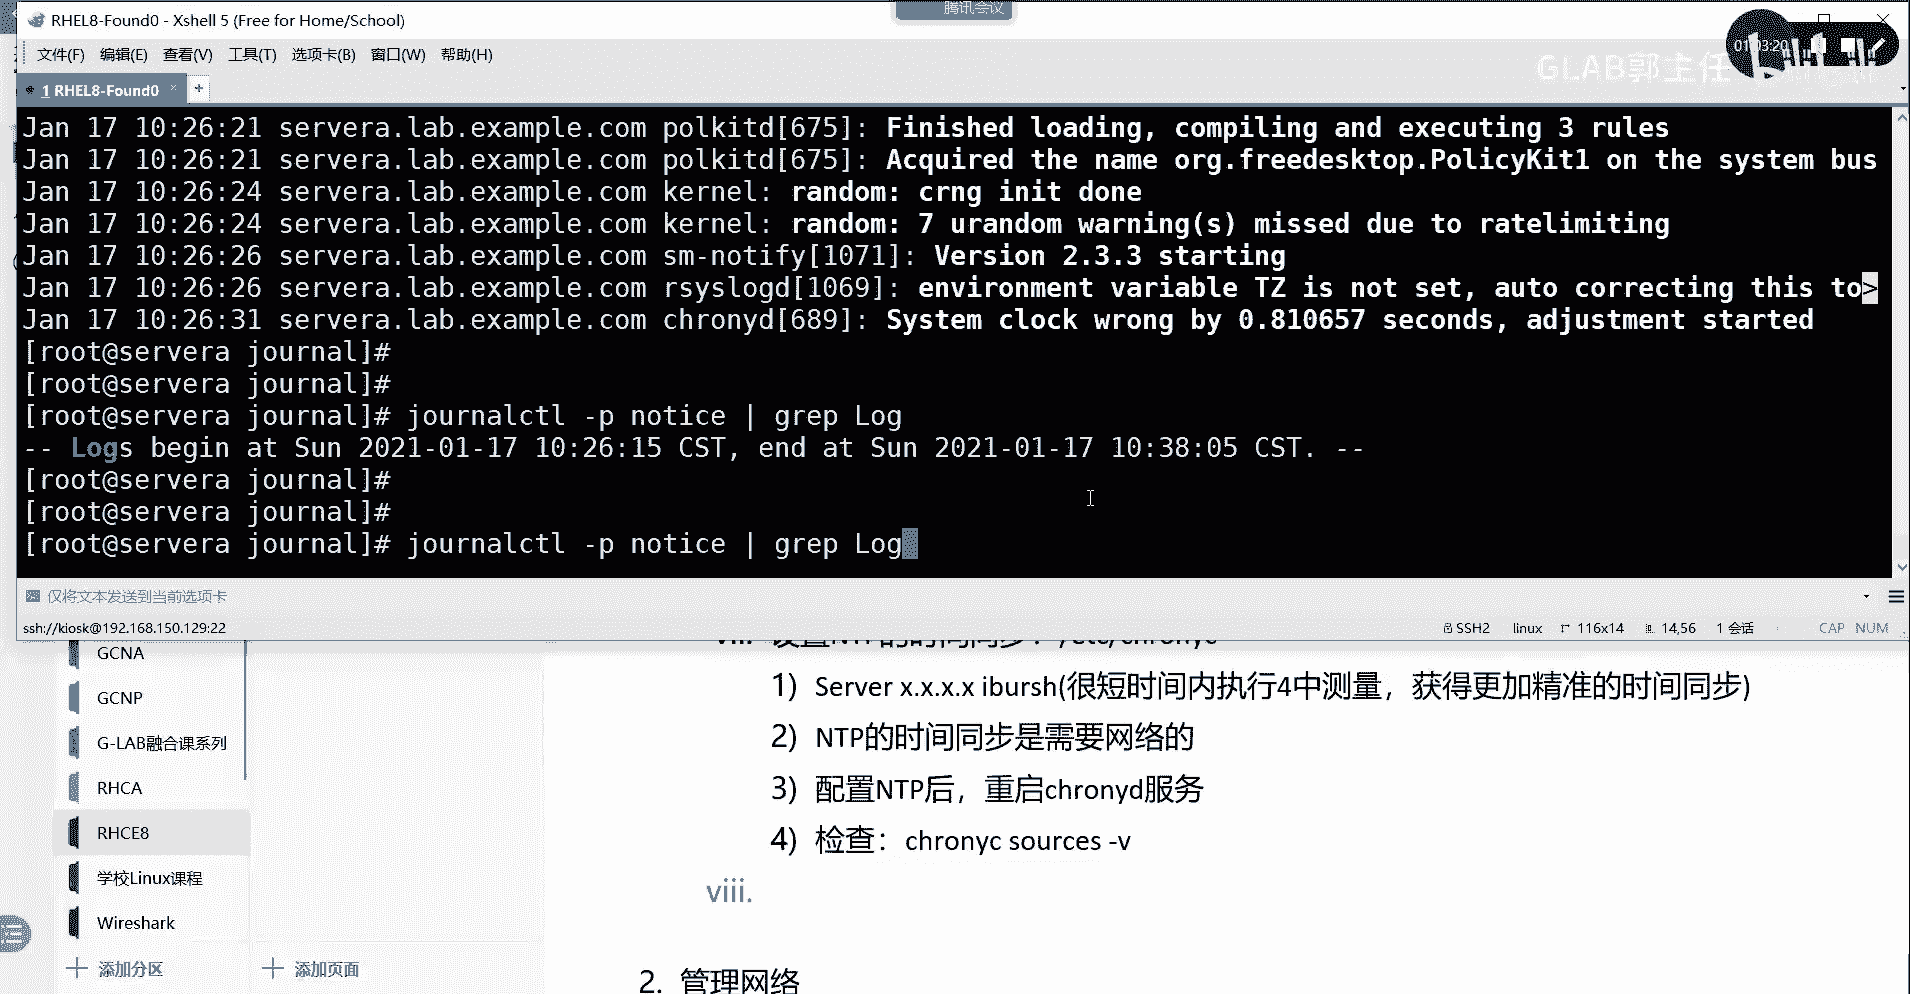 腾讯会议
RHEL8-Found0 - Xshell 5 (Free for Home/School)
01:03:20
GLAB郭主任
文件(F) 编辑(E) 查看(V) 工具(T) 选项卡(B) 窗口(W) 帮助(H)
1 RHEL8-Found0 × +
Jan 17 10:26:21 servera.lab.example.com polkitd[675]: Finished loading, compiling and executing 3 rules
Jan 17 10:26:21 servera.lab.example.com polkitd[675]: Acquired the name org.freedesktop.PolicyKit1 on the system bus
Jan 17 10:26:24 servera.lab.example.com kernel: random: crng init done
Jan 17 10:26:24 servera.lab.example.com kernel: random: 7 urandom warning(s) missed due to ratelimiting
Jan 17 10:26:26 servera.lab.example.com sm-notify[1071]: Version 2.3.3 starting
Jan 17 10:26:26 servera.lab.example.com rsyslogd[1069]: environment variable TZ is not set, auto correcting this to>
Jan 17 10:26:31 servera.lab.example.com chronyd[689]: System clock wrong by 0.810657 seconds, adjustment started
[root@servera journal]#
[root@servera journal]#
[root@servera journal]# journalctl -p notice | grep Log
-- Logs begin at Sun 2021-01-17 10:26:15 CST, end at Sun 2021-01-17 10:38:05 CST. --
[root@servera journal]#
[root@servera journal]#
[root@servera journal]# journalctl -p notice | grep Log
仅将文本发送到当前选项卡
ssh://kiosk@192.168.150.129:22 SSH2 linux 116x14 14,56 1 会话 CAP NUM
vii. 设置NTP的时间同步：/etc/chronyc
GCNA
GCNP
G-LAB融合课系列
RHCA
RHCE8
学校Linux课程
Wireshark
添加分区 添加页面
1) Server x.x.x.x ibursh(很短时间内执行4中测量，获得更加精准的时间同步)
2) NTP的时间同步是需要网络的
3) 配置NTP后，重启chronyd服务
4) 检查：chronyc sources -v
viii.
2. 管理网络